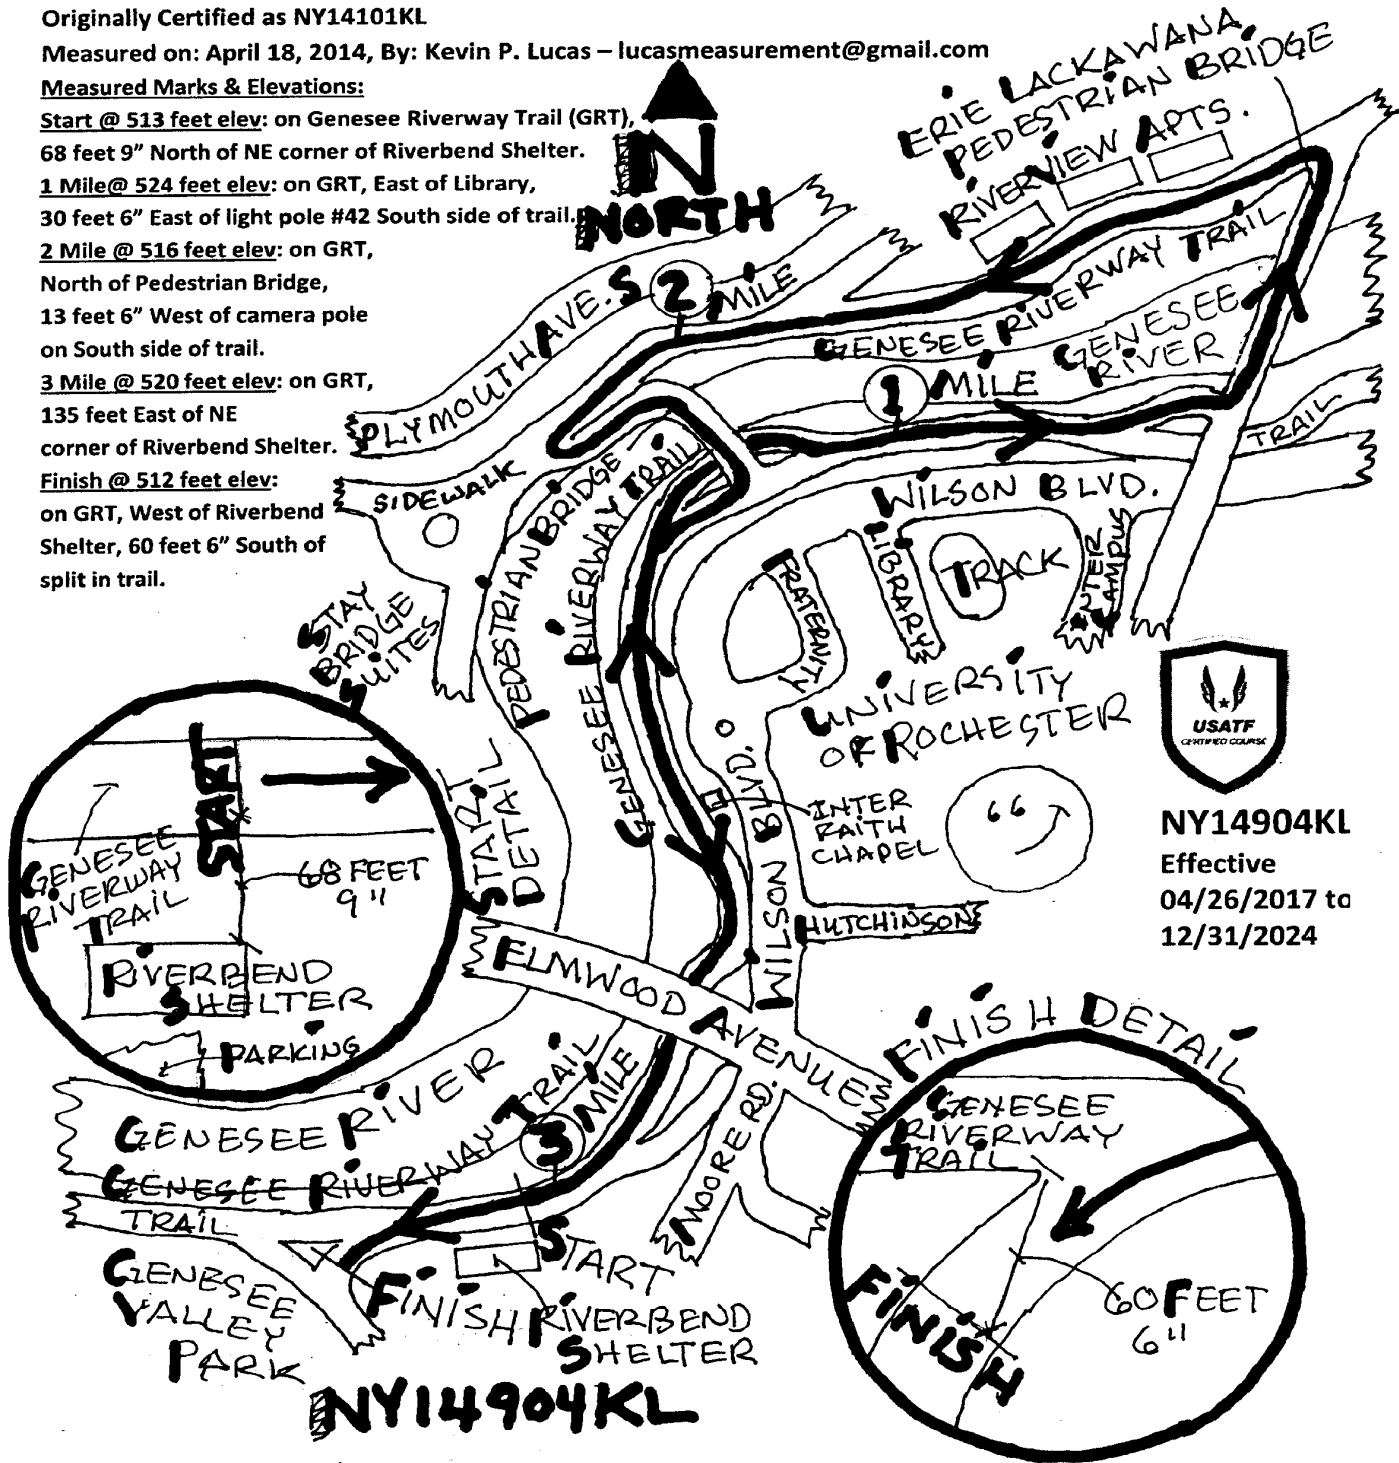 Originally Certified as NY14101KL
Measured on: April 18, 2014, By: Kevin P. Lucas – lucasmeasurement@gmail.com
Measured Marks & Elevations:
Start @ 513 feet elev: on Genesee Riverway Trail (GRT),
68 feet 9” North of NE corner of Riverbend Shelter.
1 Mile@ 524 feet elev: on GRT, East of Library,
30 feet 6” East of light pole #42 South side of trail.
2 Mile @ 516 feet elev: on GRT,
North of Pedestrian Bridge,
13 feet 6” West of camera pole
on South side of trail.
3 Mile @ 520 feet elev: on GRT,
135 feet East of NE
corner of Riverbend Shelter.
Finish @ 512 feet elev:
on GRT, West of Riverbend
Shelter, 60 feet 6” South of
split in trail.
N
NORTH
ERIE LACKAWANA
PEDESTRIAN BRIDGE
RIVERVIEW APTS.
PLYMOUTH AVE. S
2 MILE
GENESEE RIVERWAY TRAIL
GENESEE
RIVER
1 MILE
TRAIL
SIDEWALK
PEDESTRIAN BRIDGE
GENESEE RIVERWAY TRAIL
WILSON BLVD.
FRATERNITY
LIBRARY
TRACK
INTER
CAMPUS
STAY
BRIDGE
SUITES
UNIVERSITY
OF ROCHESTER
USATF
CERTIFIED COURSE
NY14904KL
Effective
04/26/2017 to
12/31/2024
START
DETAIL
START
GENESEE
RIVERWAY
TRAIL
68 FEET
9"
RIVERBEND
SHELTER
PARKING
INTER
RAITH
CHAPEL
WILSON BLVD.
HUTCHINSON
ELMWOOD AVENUE
GENESEE RIVER
GENESEE RIVERWAY TRAIL
TRAIL
3 MILE
MOORE RD.
START
FINISH
RIVERBEND
SHELTER
GENESEE
VALLEY
PARK
FINISH DETAIL
GENESEE
RIVERWAY
TRAIL
FINISH
60 FEET
6"
NY14904KL